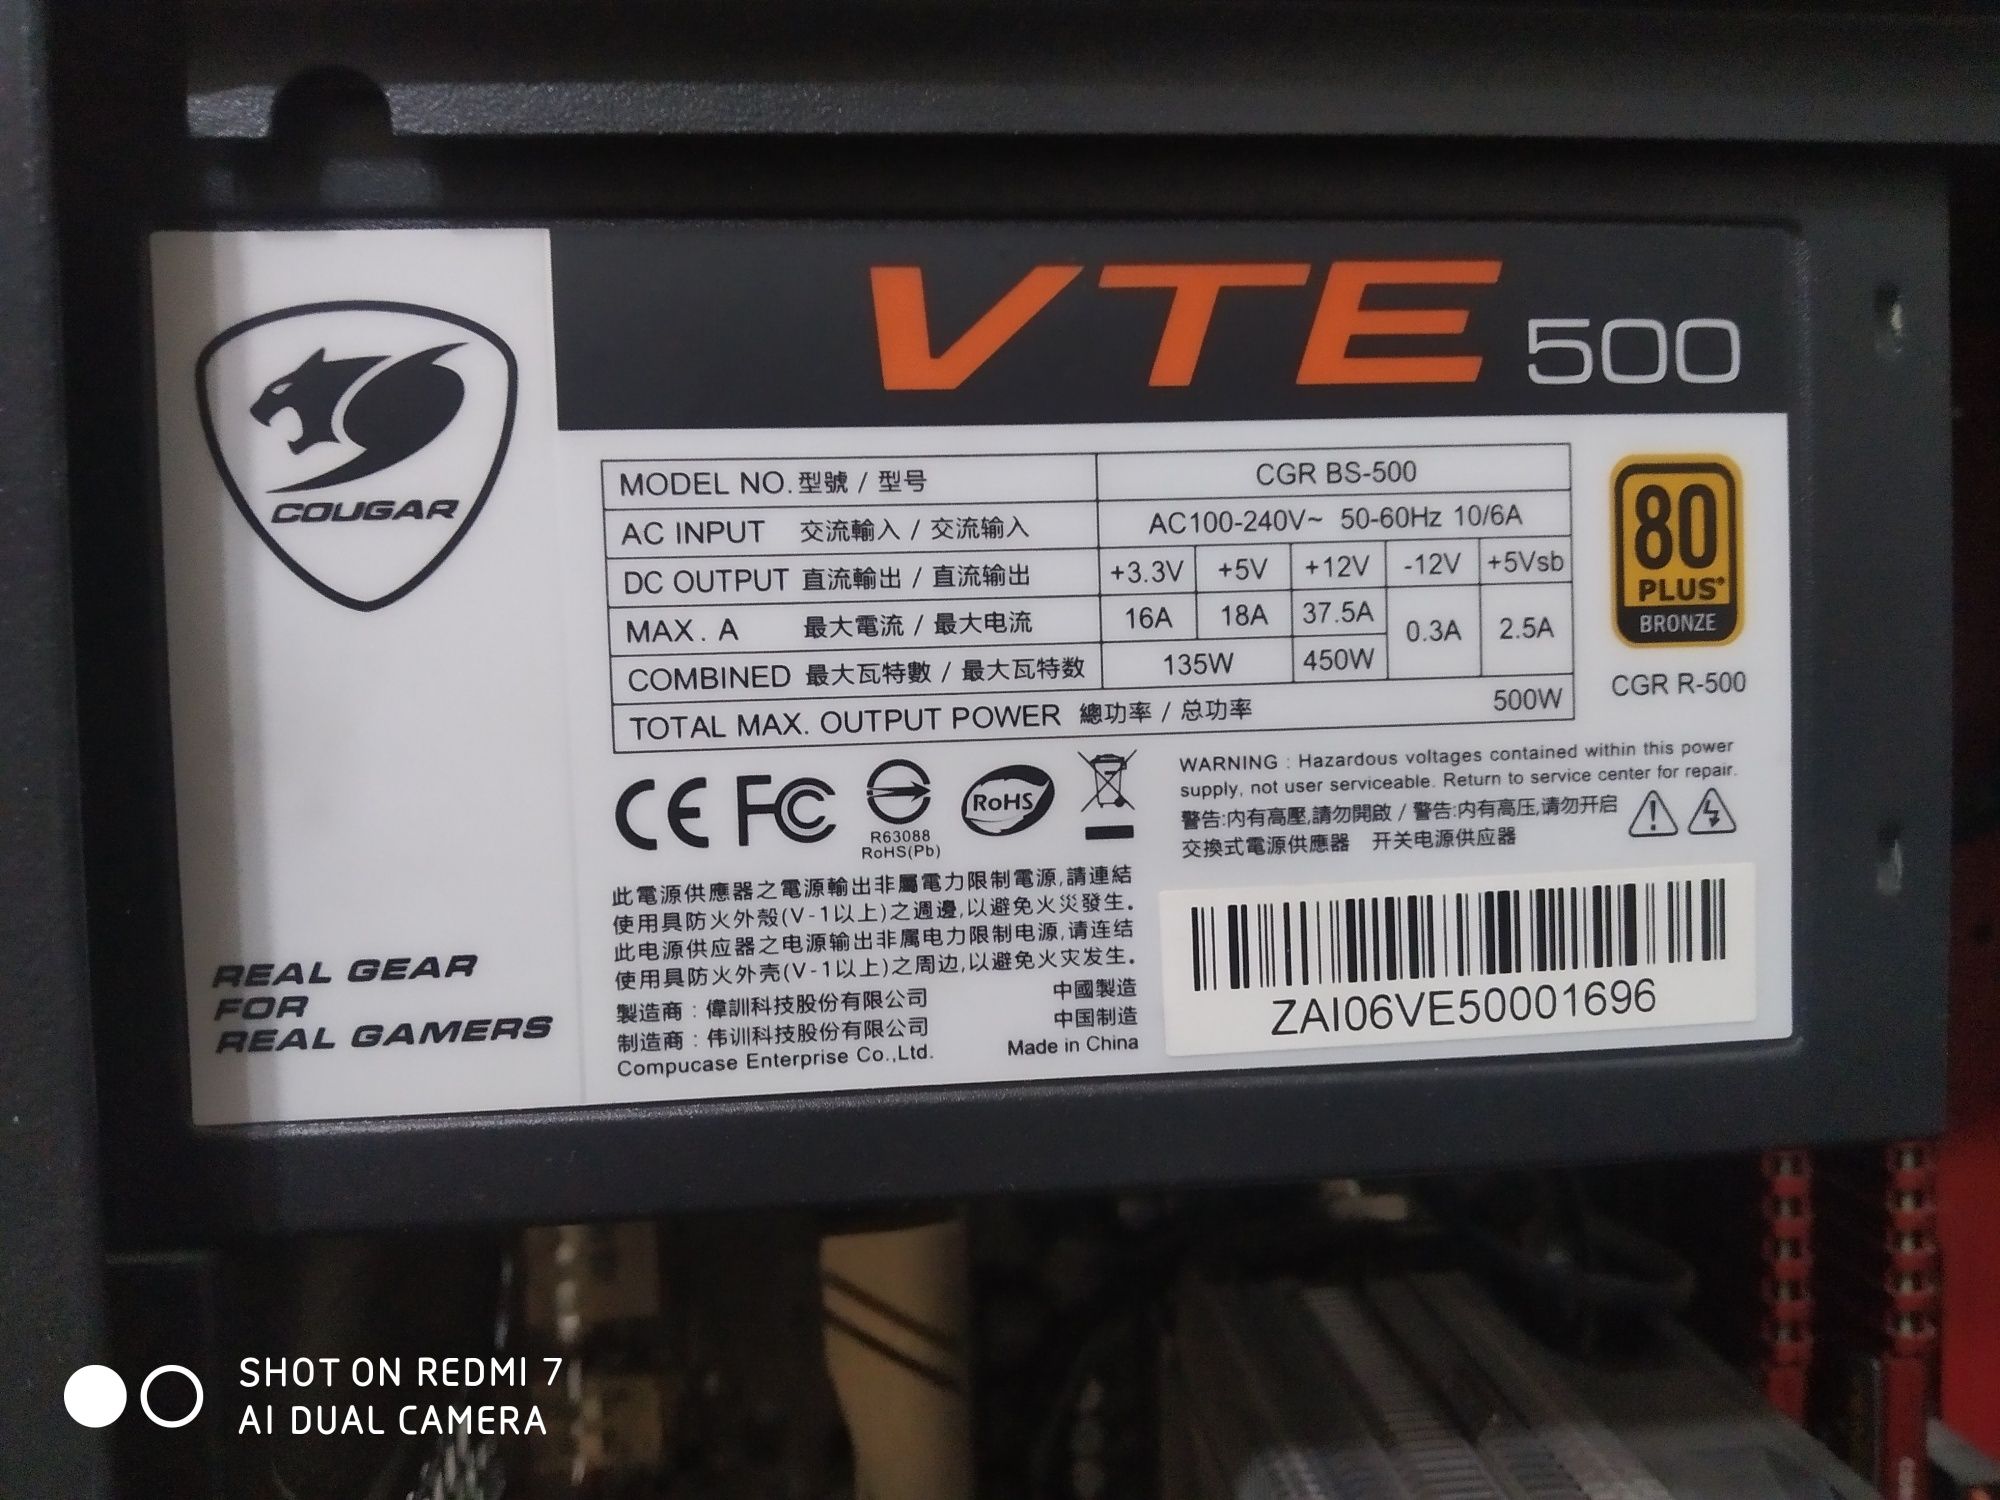 VTE 500
COUGAR
MODEL NO. 型號 / 型号 CGR BS-500
AC INPUT 交流輸入 / 交流输入 AC100-240V~ 50-60Hz 10/6A
DC OUTPUT 直流輸出 / 直流输出 +3.3V +5V +12V -12V +5Vsb
MAX. A 最大電流 / 最大电流 16A 18A 37.5A 0.3A 2.5A
COMBINED 最大瓦特數 / 最大瓦特数 135W 450W
TOTAL MAX. OUTPUT POWER 總功率 / 总功率 500W
80
PLUS
BRONZE
CGR R-500
CE FC
R63088
RoHS(Pb)
RoHS
WARNING : Hazardous voltages contained within this power
supply, not user serviceable. Return to service center for repair.
警告:内有高壓,請勿開啟 / 警告:内有高压,请勿开启
交換式電源供應器 开关电源供应器
此電源供應器之電源輸出非屬電力限制電源,請連結
使用具防火外殼(V-1以上)之週邊,以避免火災發生。
此电源供应器之电源输出非属电力限制电源,请连结
使用具防火外壳(V-1以上)之周边,以避免火灾发生。
製造商 : 偉訓科技股份有限公司 中國製造
制造商 : 伟训科技股份有限公司 中国制造
Compucase Enterprise Co.,Ltd. Made in China
ZAI06VE50001696
REAL GEAR
FOR
REAL GAMERS
SHOT ON REDMI 7
AI DUAL CAMERA